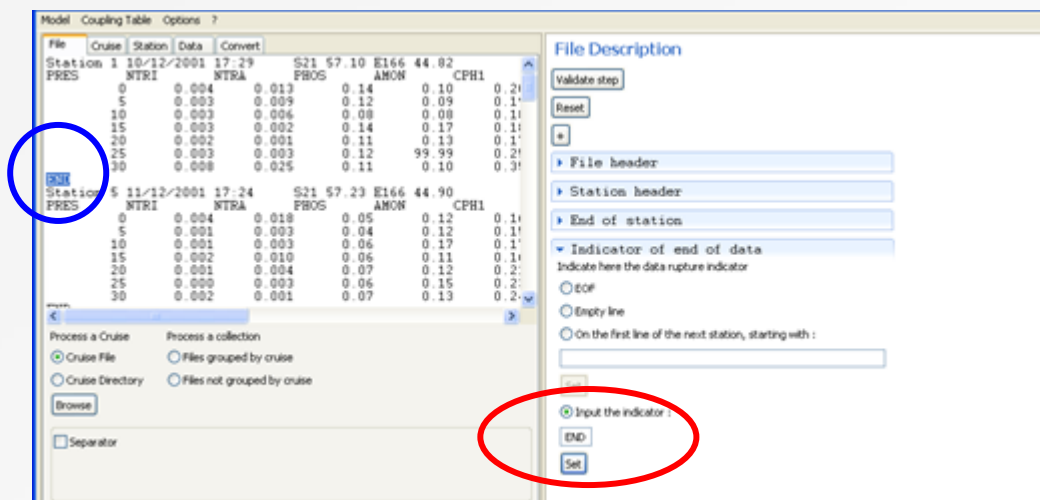 Model Coupling Table Options ?
File Cruise Station Data Convert
Station 1 10/12/2001 17:29 S21 57.10 E166 44.82
PRES NTRI NTRA PHOS AMON CPH1
0 0.004 0.013 0.14 0.10
5 0.003 0.009 0.12 0.09
10 0.003 0.006 0.08 0.08
15 0.003 0.002 0.14 0.17
20 0.002 0.001 0.11 0.13
25 0.003 0.003 0.12 99.99
30 0.008 0.025 0.11 0.10
END
Station 5 11/12/2001 17:24 S21 57.23 E166 44.90
PRES NTRI NTRA PHOS AMON CPH1
0 0.004 0.018 0.05 0.12
5 0.001 0.003 0.04 0.12
10 0.001 0.003 0.06 0.17
15 0.002 0.010 0.06 0.11
20 0.001 0.004 0.07 0.12
25 0.000 0.003 0.06 0.15
30 0.002 0.001 0.07 0.13
Process a Cruise Process a collection
Cruise File Files grouped by cruise
Cruise Directory Files not grouped by cruise
Browse
Separator
File Description
Validate step
Reset
+
File header
Station header
End of station
Indicator of end of data
Indicate here the data rupture indicator
EOF
Empty line
On the first line of the next station, starting with :
Set
Input the indicator :
END
Set